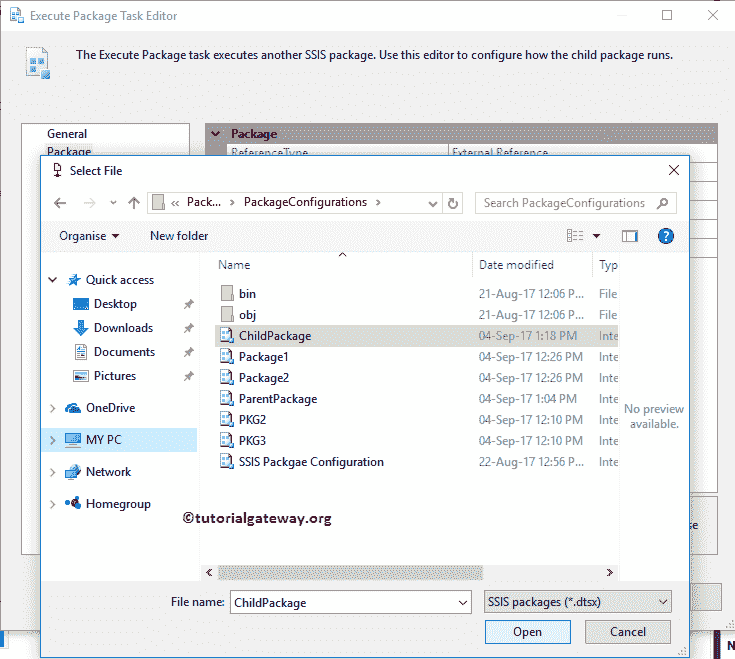 Execute Package Task Editor
The Execute Package task executes another SSIS package. Use this editor to configure how the child package runs.
General
Package
Package
ReferenceType External Reference
Select File
« Pack... › PackageConfigurations ›
Search PackageConfigurations
Organise
New folder
Name Date modified Typ
Quick access
Desktop
Downloads
Documents
Pictures
OneDrive
MY PC
Network
Homegroup
bin 21-Aug-17 12:06 P... File
obj 21-Aug-17 12:06 P... File
ChildPackage 04-Sep-17 1:18 PM Inte
Package1 04-Sep-17 12:26 PM Inte
Package2 04-Sep-17 12:26 PM Inte
ParentPackage 04-Sep-17 1:04 PM Inte
PKG2 04-Sep-17 12:10 PM Inte
PKG3 04-Sep-17 12:10 PM Inte
SSIS Packgae Configuration 22-Aug-17 12:56 P... Inte
No preview
available.
©tutorialgateway.org
se
File name: ChildPackage
SSIS packages (*.dtsx)
Open
Cancel
N